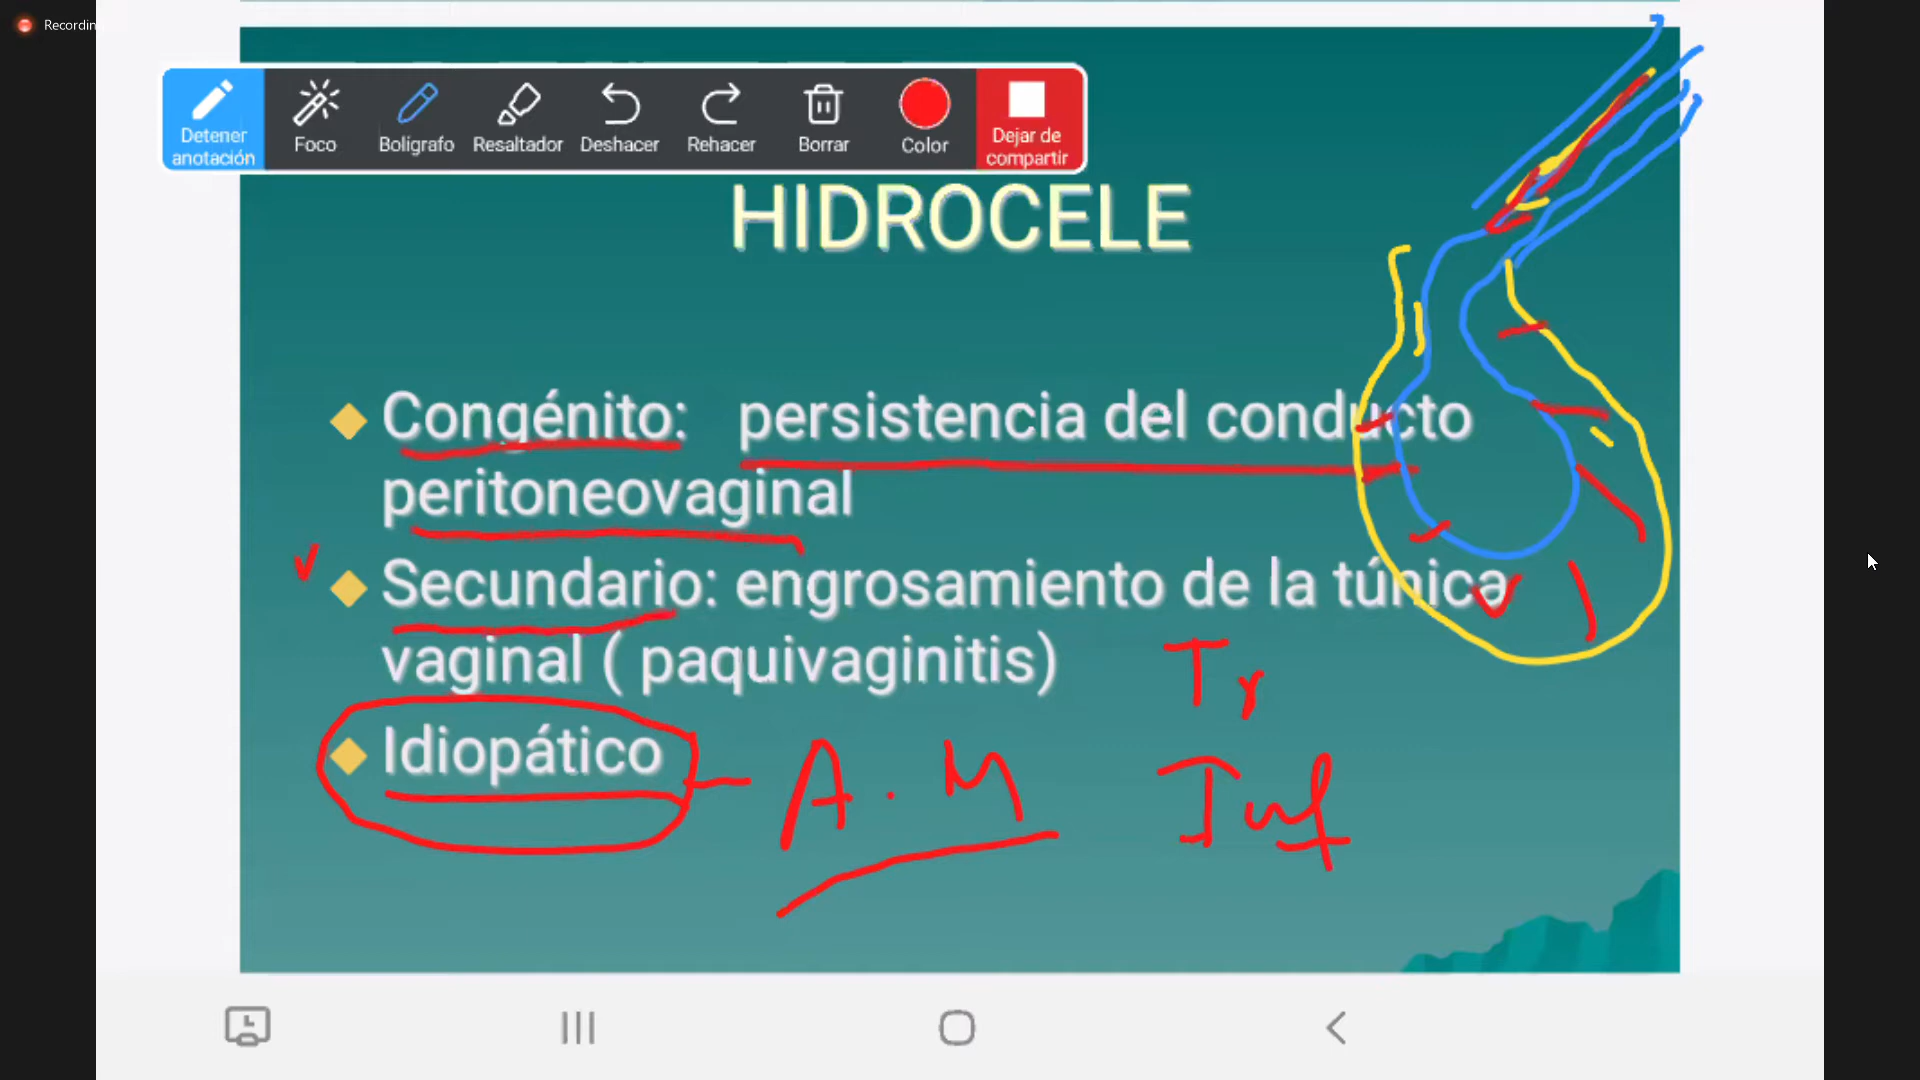 Recordin
Detener anotación
Foco
Bolígrafo
Resaltador
Deshacer
Rehacer
Borrar
Color
Dejar de compartir
HIDROCELE
Congénito: persistencia del conducto
peritoneovaginal
Secundario: engrosamiento de la túnica
vaginal ( paquivaginitis)
Tr
Idiopático
A.M
Inf